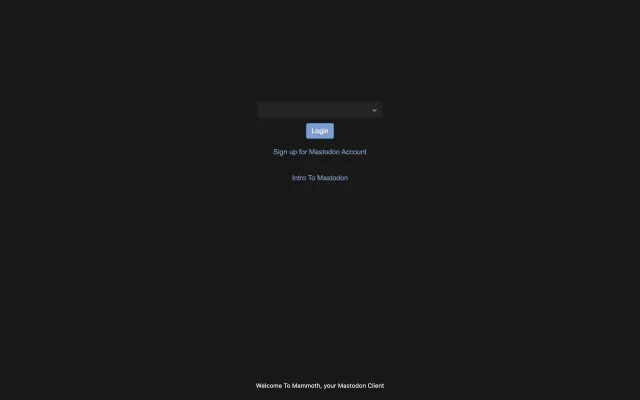 Login
Sign up for Mastodon Account
Intro To Mastodon
Welcome To Mammoth, your Mastodon Client